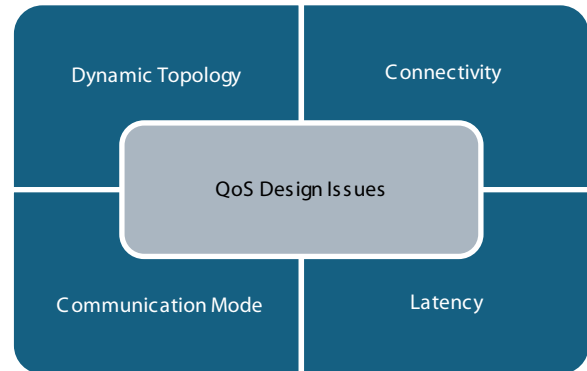 Dynamic Topology
Connectivity
QoS Design Issues
Communication Mode
Latency